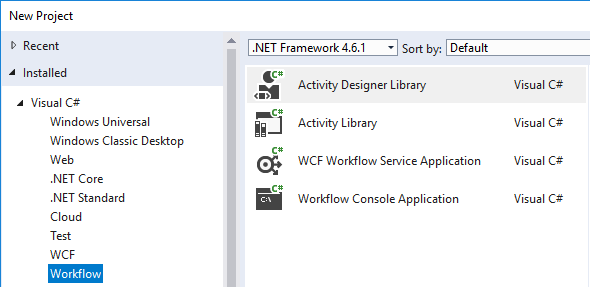 New Project
Recent
Installed
Visual C#
Windows Universal
Windows Classic Desktop
Web
.NET Core
.NET Standard
Cloud
Test
WCF
Workflow
.NET Framework 4.6.1 Sort by: Default
C# Activity Designer Library Visual C#
C# Activity Library Visual C#
C# WCF Workflow Service Application Visual C#
C# C:\ Workflow Console Application Visual C#